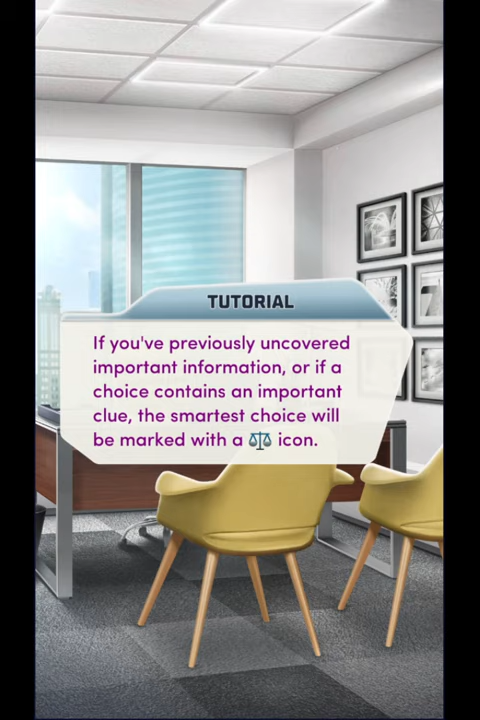 TUTORIAL
If you've previously uncovered
important information, or if a
choice contains an important
clue, the smartest choice will
be marked with a ⚖ icon.